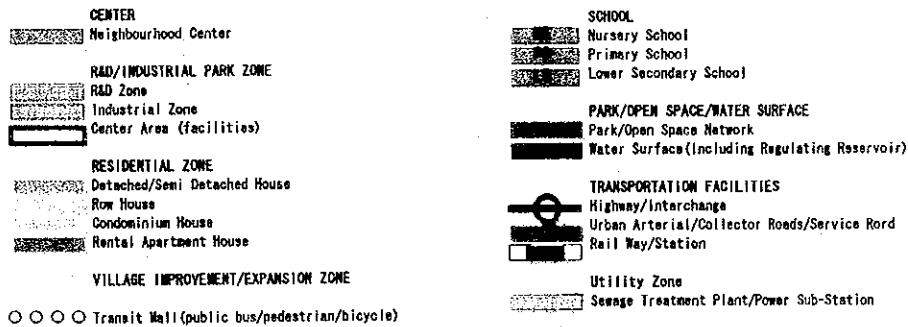 CENTER
Neighbourhood Center
R&D/INDUSTRIAL PARK ZONE
R&D Zone
Industrial Zone
Center Area (facilities)
RESIDENTIAL ZONE
Detached/Semi Detached House
Row House
Condominium House
Rental Apartment House
VILLAGE IMPROVEMENT/EXPANSION ZONE
Transit Mall(public bus/pedestrian/bicycle)
SCHOOL
Nursery School
Primary School
Lower Secondary School
PARK/OPEN SPACE/WATER SURFACE
Park/Open Space Network
Water Surface(Including Regulating Reservoir)
TRANSPORTATION FACILITIES
Highway/Interchange
Urban Arterial/Collector Roads/Service Rord
Rail Way/Station
Utility Zone
Sewage Treatment Plant/Power Sub-Station